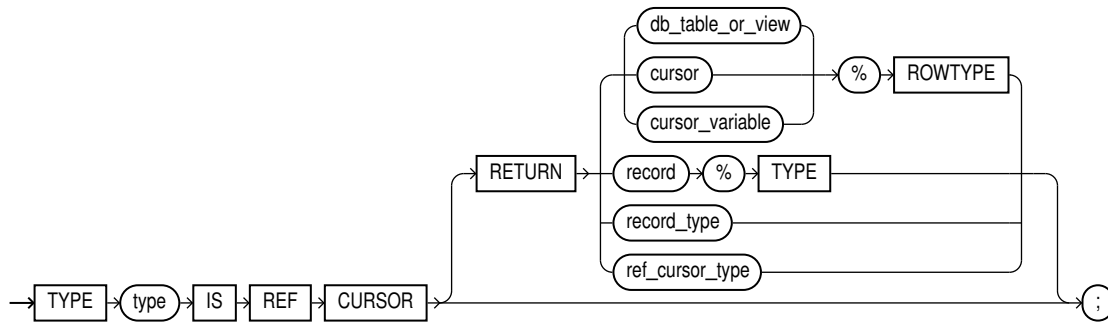 db_table_or_view
cursor % ROWTYPE
cursor_variable
RETURN record % TYPE
record_type
ref_cursor_type
TYPE type IS REF CURSOR ;